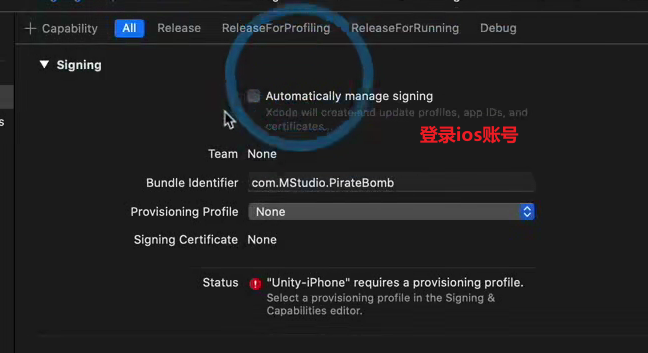 Capability All Release ReleaseForProfiling ReleaseForRunning Debug
Signing
Automatically manage signing
Xcode will create and update profiles, app IDs, and
certificates.
登录ios账号
Team None
Bundle Identifier com.MStudio.PirateBomb
Provisioning Profile None
Signing Certificate None
Status "Unity-iPhone" requires a provisioning profile.
Select a provisioning profile in the Signing &
Capabilities editor.